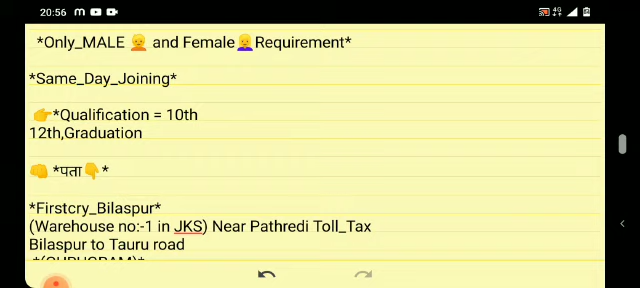 20:56
4G
*Only_MALE 👱 and Female👱‍♀️Requirement*
*Same_Day_Joining*
👉*Qualification = 10th
12th,Graduation
👊 *पता👇*
*Firstcry_Bilaspur*
(Warehouse no:-1 in JKS) Near Pathredi Toll_Tax
Bilaspur to Tauru road